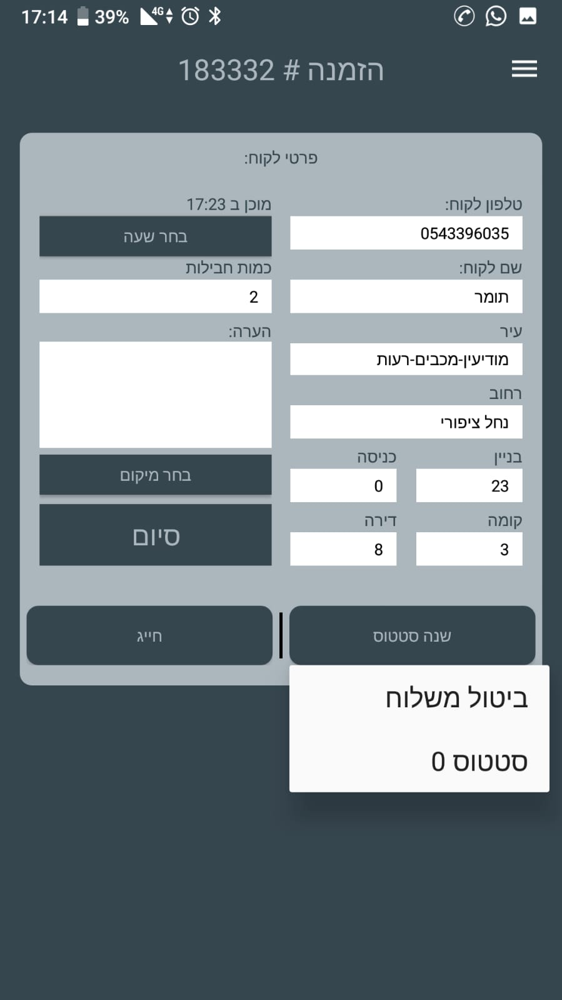 17:14 39% 4G
הזמנה # 183332
פרטי לקוח:
טלפון לקוח:
0543396035
שם לקוח:
תומר
עיר
מודיעין-מכבים-רעות
רחוב
נחל ציפורי
בניין כניסה
23 0
קומה דירה
3 8
מוכן ב 17:23
בחר שעה
כמות חבילות
2
הערה:
בחר מיקום
סיום
שנה סטטוס
חייג
ביטול משלוח
סטטוס 0